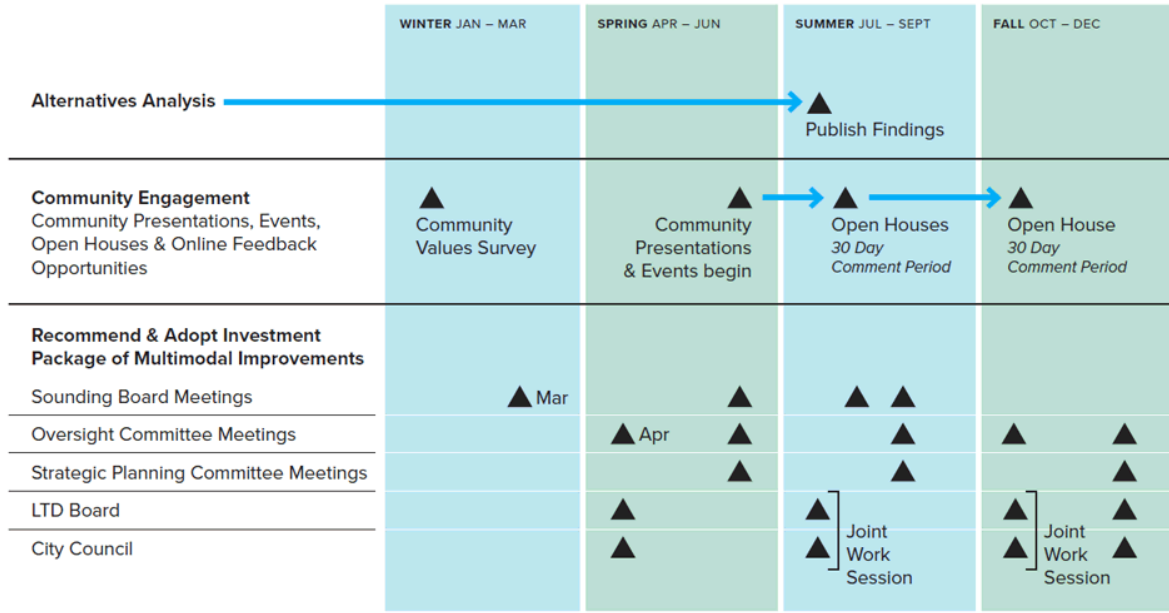 WINTER JAN – MAR
SPRING APR – JUN
SUMMER JUL – SEPT
FALL OCT – DEC
Alternatives Analysis
Publish Findings
Community Engagement
Community Presentations, Events,
Open Houses & Online Feedback
Opportunities
Community
Values Survey
Community
Presentations
& Events begin
Open Houses
30 Day
Comment Period
Open House
30 Day
Comment Period
Recommend & Adopt Investment
Package of Multimodal Improvements
Sounding Board Meetings
Mar
Oversight Committee Meetings
Apr
Strategic Planning Committee Meetings
LTD Board
City Council
Joint
Work
Session
Joint
Work
Session